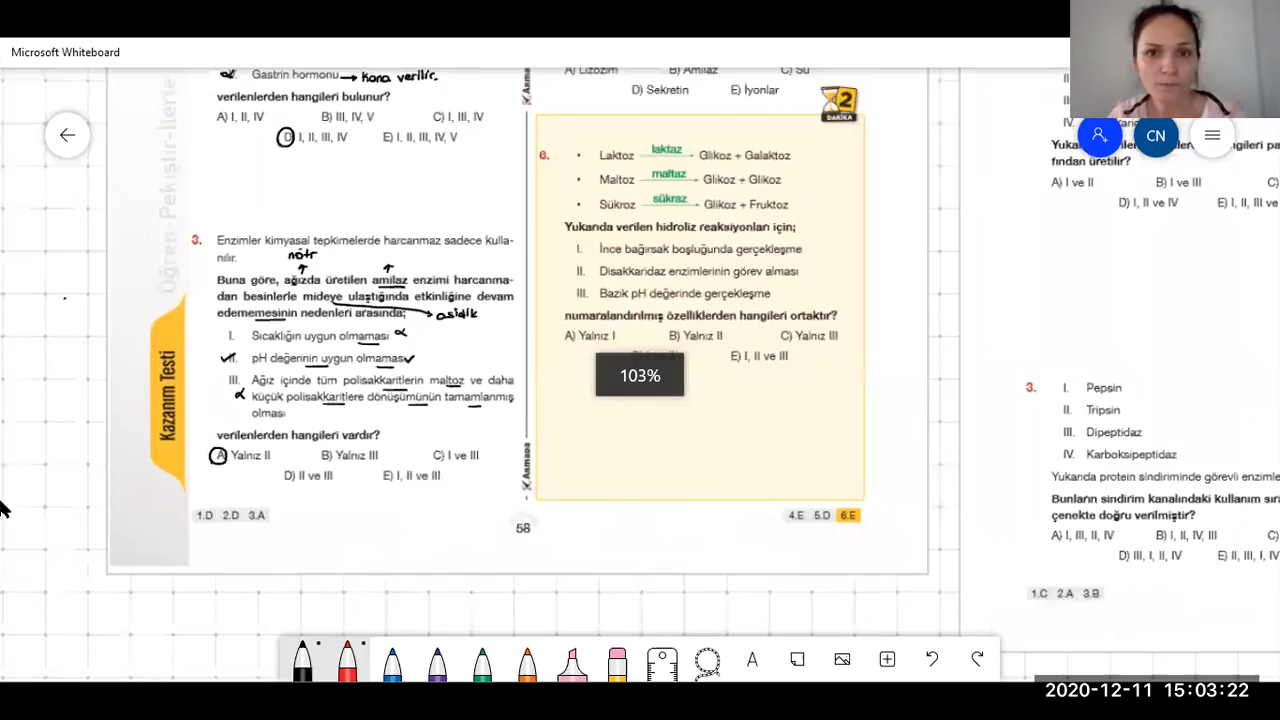 Microsoft Whiteboard
Öğren-Pekiştir-İlerle
Kazanım Testi
Gastrin hormonu → kana verilir.
verilenlerden hangileri bulunur?
A) I, II, IV B) III, IV, V C) I, III, IV
D) I, II, III, IV E) I, II, III, IV, V
3. Enzimler kimyasal tepkimelerde harcanmaz sadece kulla-
nılır.
nötr
Buna göre, ağızda üretilen amilaz enzimi harcanma-
dan besinlerle mideye ulaştığında etkinliğine devam
edememesinin nedenleri arasında;
asidik
I. Sıcaklığın uygun olmaması
II. pH değerinin uygun olmaması
III. Ağız içinde tüm polisakkaritlerin maltoz ve daha
küçük polisakkaritlere dönüşümünün tamamlanmış
olması
verilenlerden hangileri vardır?
A) Yalnız II B) Yalnız III C) I ve III
D) II ve III E) I, II ve III
1.D 2.D 3.A
58
A) Lizozim B) Amilaz C) Su
D) Sekretin E) İyonlar
2
DAKİKA
6. • Laktoz laktaz → Glikoz + Galaktoz
• Maltoz maltaz → Glikoz + Glikoz
• Sükroz sükraz → Glikoz + Fruktoz
Yukarıda verilen hidroliz reaksiyonları için;
I. İnce bağırsak boşluğunda gerçekleşme
II. Disakkaridaz enzimlerinin görev alması
III. Bazik pH değerinde gerçekleşme
numaralandırılmış özelliklerden hangileri ortaktır?
A) Yalnız I B) Yalnız II C) Yalnız III
E) I, II ve III
103%
4.E 5.D 6.E
CN
IV.
fından üretilir?
A) I ve II B) I ve III C)
D) I, II ve IV E) I, II, III ve
3. I. Pepsin
II. Tripsin
III. Dipeptidaz
IV. Karboksipeptidaz
Yukarıda protein sindiriminde görevli enzimle
Bunların sindirim kanalındaki kullanım sıra
çenekte doğru verilmiştir?
A) I, III, II, IV B) I, II, IV, III C)
D) III, I, II, IV E) II, III, I, IV
1.C 2.A 3.B
A
2020-12-11 15:03:22